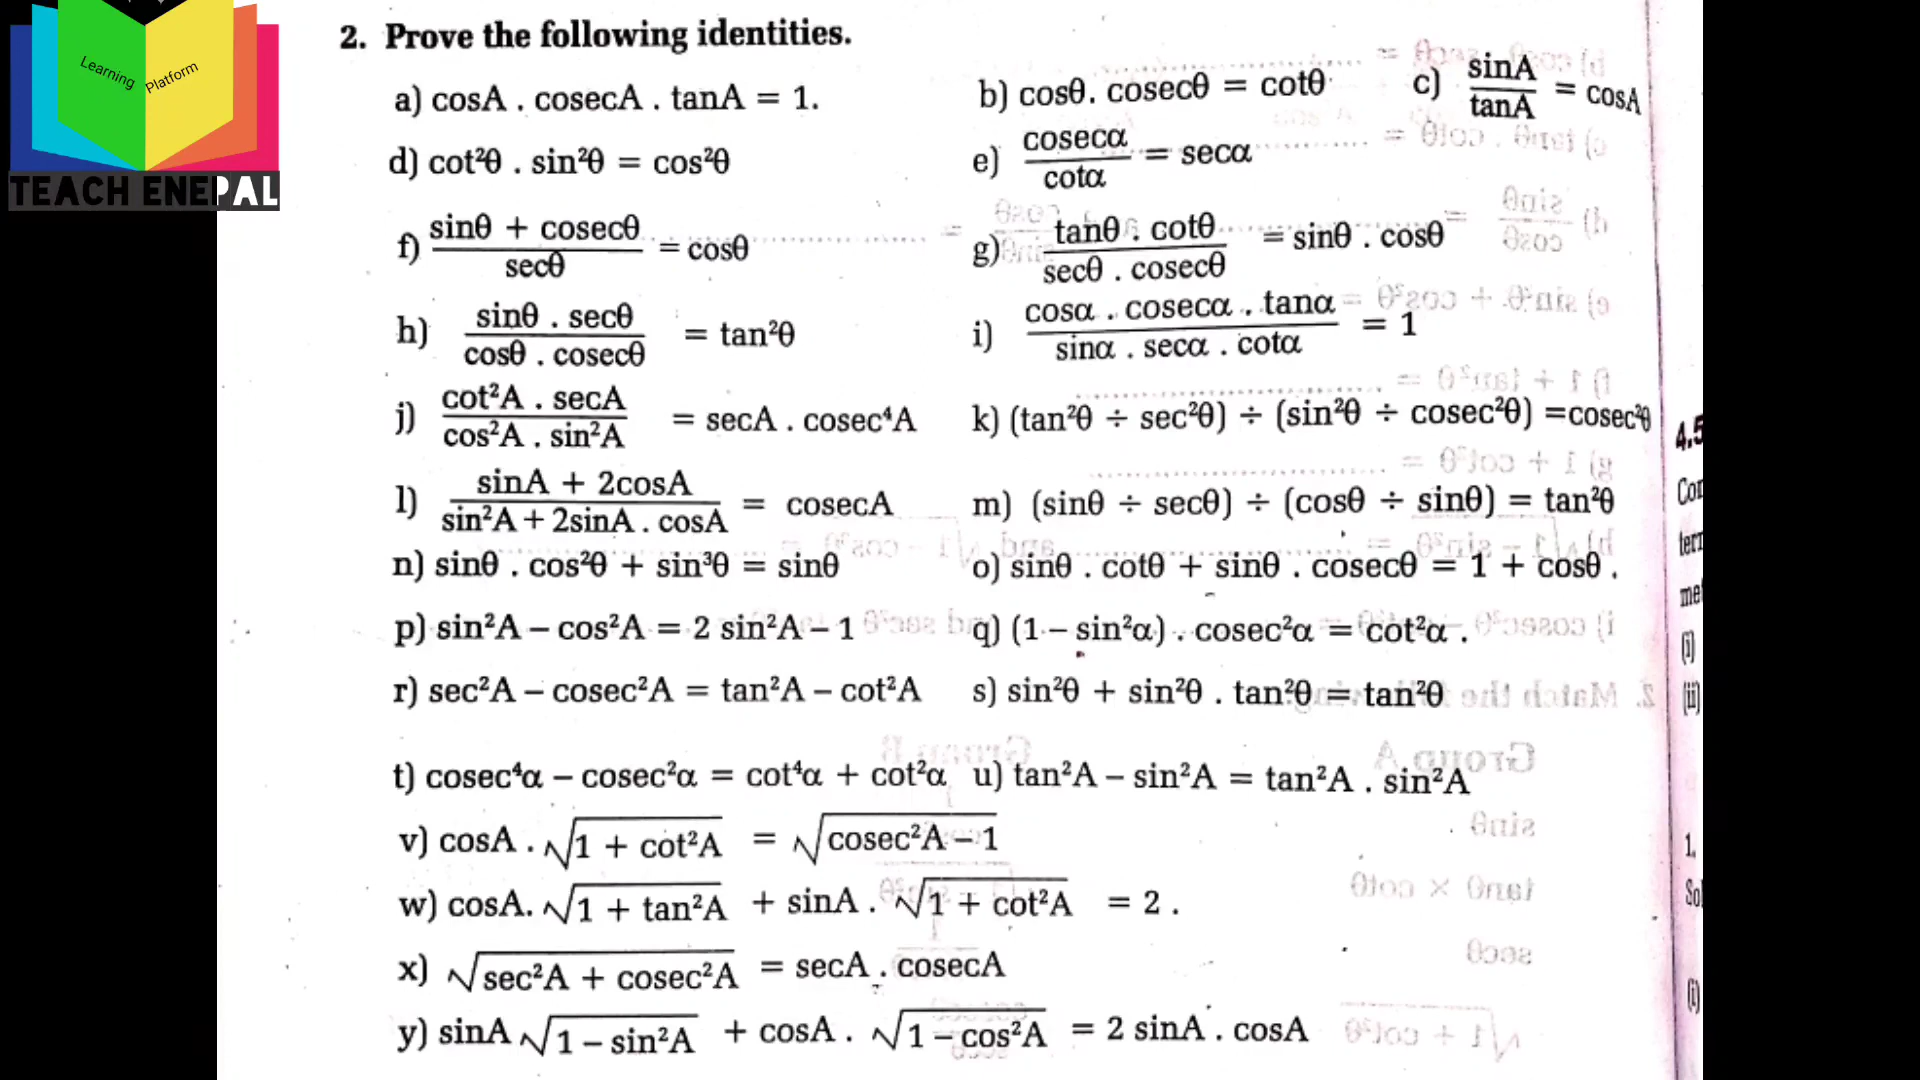 Learning Platform
TEACH ENEPAL
2. Prove the following identities.
a) cosA . cosecA . tanA = 1.
b) cosθ. cosecθ = cotθ
c) sinA/tanA = cosA
d) cot²θ . sin²θ = cos²θ
e) cosecα/cotα = secα
f) sinθ + cosecθ/secθ = cosθ
g) tanθ . cotθ/secθ . cosecθ = sinθ . cosθ
h) sinθ . secθ/cosθ . cosecθ = tan²θ
i) cosα . cosecα . tanα/sinα . secα . cotα = 1
j) cot²A . secA/cos²A . sin²A = secA . cosec⁴A
k) (tan²θ ÷ sec²θ) ÷ (sin²θ ÷ cosec²θ) =cosec²θ
l) sinA + 2cosA/sin²A + 2sinA . cosA = cosecA
m) (sinθ ÷ secθ) ÷ (cosθ ÷ sinθ) = tan²θ
n) sinθ . cos²θ + sin³θ = sinθ
o) sinθ . cotθ + sinθ . cosecθ = 1 + cosθ .
p) sin²A – cos²A = 2 sin²A – 1
q) (1 – sin²α) . cosec²α = cot²α .
r) sec²A – cosec²A = tan²A – cot²A
s) sin²θ + sin²θ . tan²θ = tan²θ
t) cosec⁴α – cosec²α = cot⁴α + cot²α
u) tan²A – sin²A = tan²A . sin²A
v) cosA . √1 + cot²A = √cosec²A – 1
w) cosA. √1 + tan²A + sinA . √1 + cot²A = 2 .
x) √sec²A + cosec²A = secA . cosecA
y) sinA √1 – sin²A + cosA . √1 – cos²A = 2 sinA . cosA
4.5
(i)
(ii)
1.
(i)